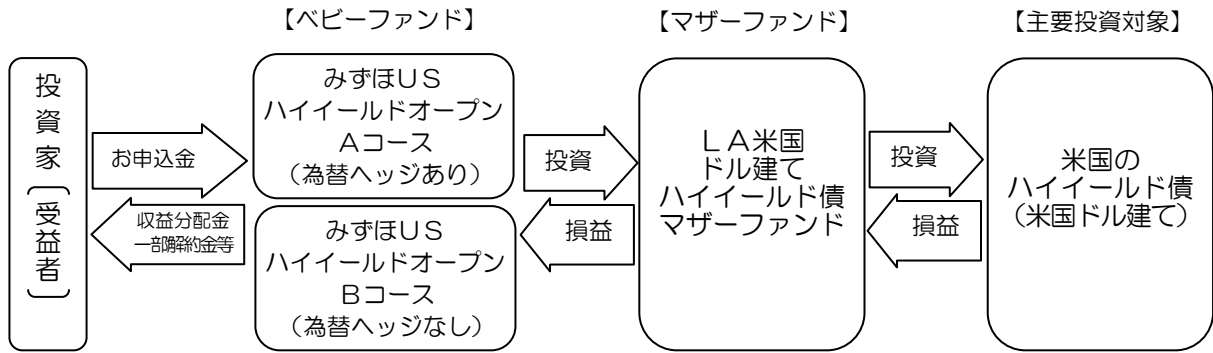 【ベビーファンド】
【マザーファンド】
【主要投資対象】
投資家〔受益者〕
お申込金
収益分配金
一部解約金等
みずほUS
ハイイールドオープン
Aコース
(為替ヘッジあり)
みずほUS
ハイイールドオープン
Bコース
(為替ヘッジなし)
投資
損益
LA米国
ドル建て
ハイイールド債
マザーファンド
投資
損益
米国の
ハイイールド債
(米国ドル建て)